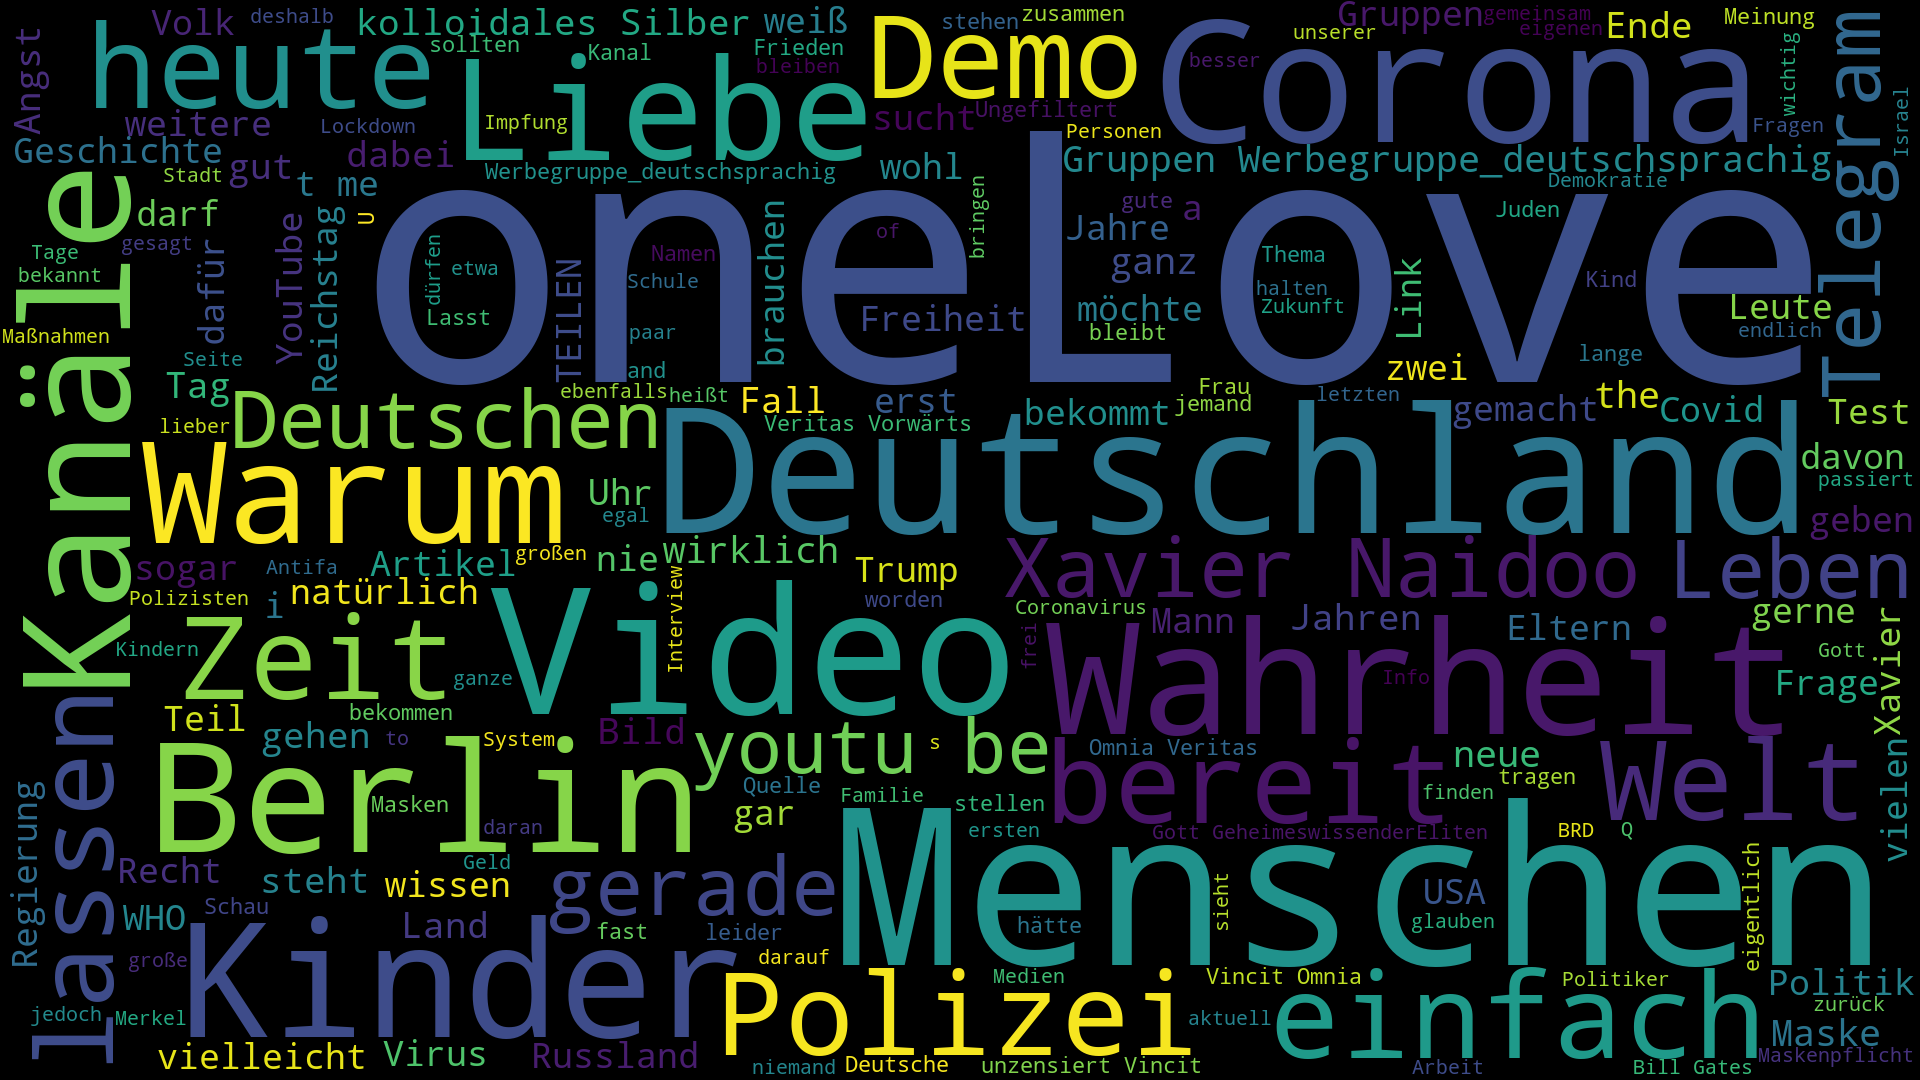 Volk
deshalb
kolloidales Silber
weiß
Demo
stehen
zusammen
Gruppen
gemeinsam
Ende
Meinung
Telegram
heute
sollten
Kanal
Frieden
unserer
eigenen
Angst
Liebe
bleiben
Corona
besser
wichtig
weitere
Lockdown
Impfung
sucht
Ungefiltert
Personen
Fragen
Israel
Geschichte
dabei
Stadt
gut
t me
Werbegruppe_deutschsprachig
wohl
Gruppen Werbegruppe_deutschsprachig
Demokratie
Kanäle
darf
U
oneLove
bringen
gute
a
Juden
Tage
gesagt
dafür
YouTube
Reichstag
dürfen
etwa
TEILEN
Namen
brauchen
of
Jahre
ganz
Thema
Kind
bekannt
Schule
halten
Link
Lasst
Freiheit
möchte
Zukunft
Leute
Maßnahmen
paar
bleibt
endlich
Seite
and
zwei
lange
Tag
ebenfalls
heißt
Fall
erst
Frau
letzten
gemacht
the
Covid
Test
lieber
Deutschen
Veritas Vorwärts
bekommt
jemand
Warum
Deutschland
davon
Uhr
passiert
egal
geben
sogar
Antifa
Artikel
großen
nie
wirklich
Trump
Xavier Naidoo
Leben
Polizisten
i
natürlich
Video
Interview
worden
Coronavirus
Mann
Jahren
Eltern
gerne
Xavier
Kindern
Zeit
ganze
frei
Wahrheit
Info
Gott
Frage
lassen
Teil
bekommen
gehen
to
System
Bild
youtu be
s
Omnia Veritas
neue
Welt
vielen
Berlin
Masken
Quelle
bereit
tragen
Regierung
daran
gar
Familie
stellen
finden
ersten
Gott GeheimeswissenderEliten
BRD
Q
Recht
steht
Geld
wissen
gerade
Menschen
sieht
USA
eigentlich
WHO
Schau
Land
fast
leider
hätte
glauben
große
Kinder
darauf
Polizei
Medien
Vincit Omnia
einfach
Politiker
Politik
jedoch
Merkel
aktuell
zurück
Maske
vielleicht
Virus
Russland
niemand
Deutsche
unzensiert Vincit
Arbeit
Bill Gates
Maskenpflicht